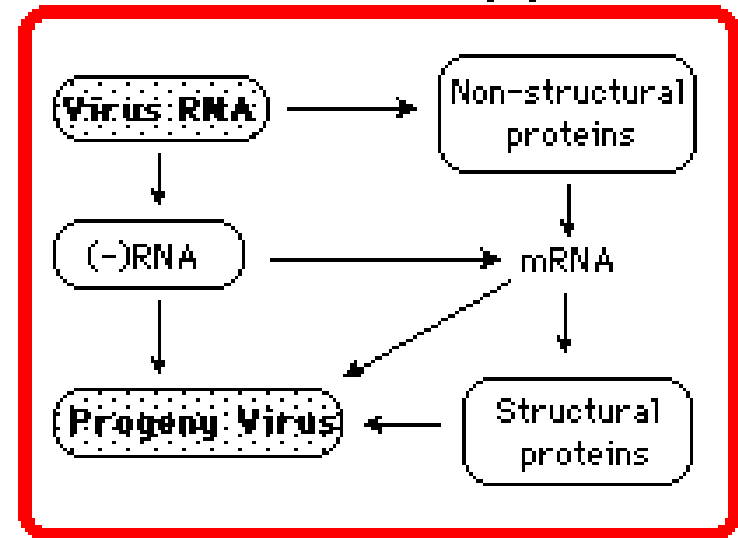 Virus RNA
Non-structural
proteins
(-)RNA
mRNA
Progeny Virus
Structural
proteins